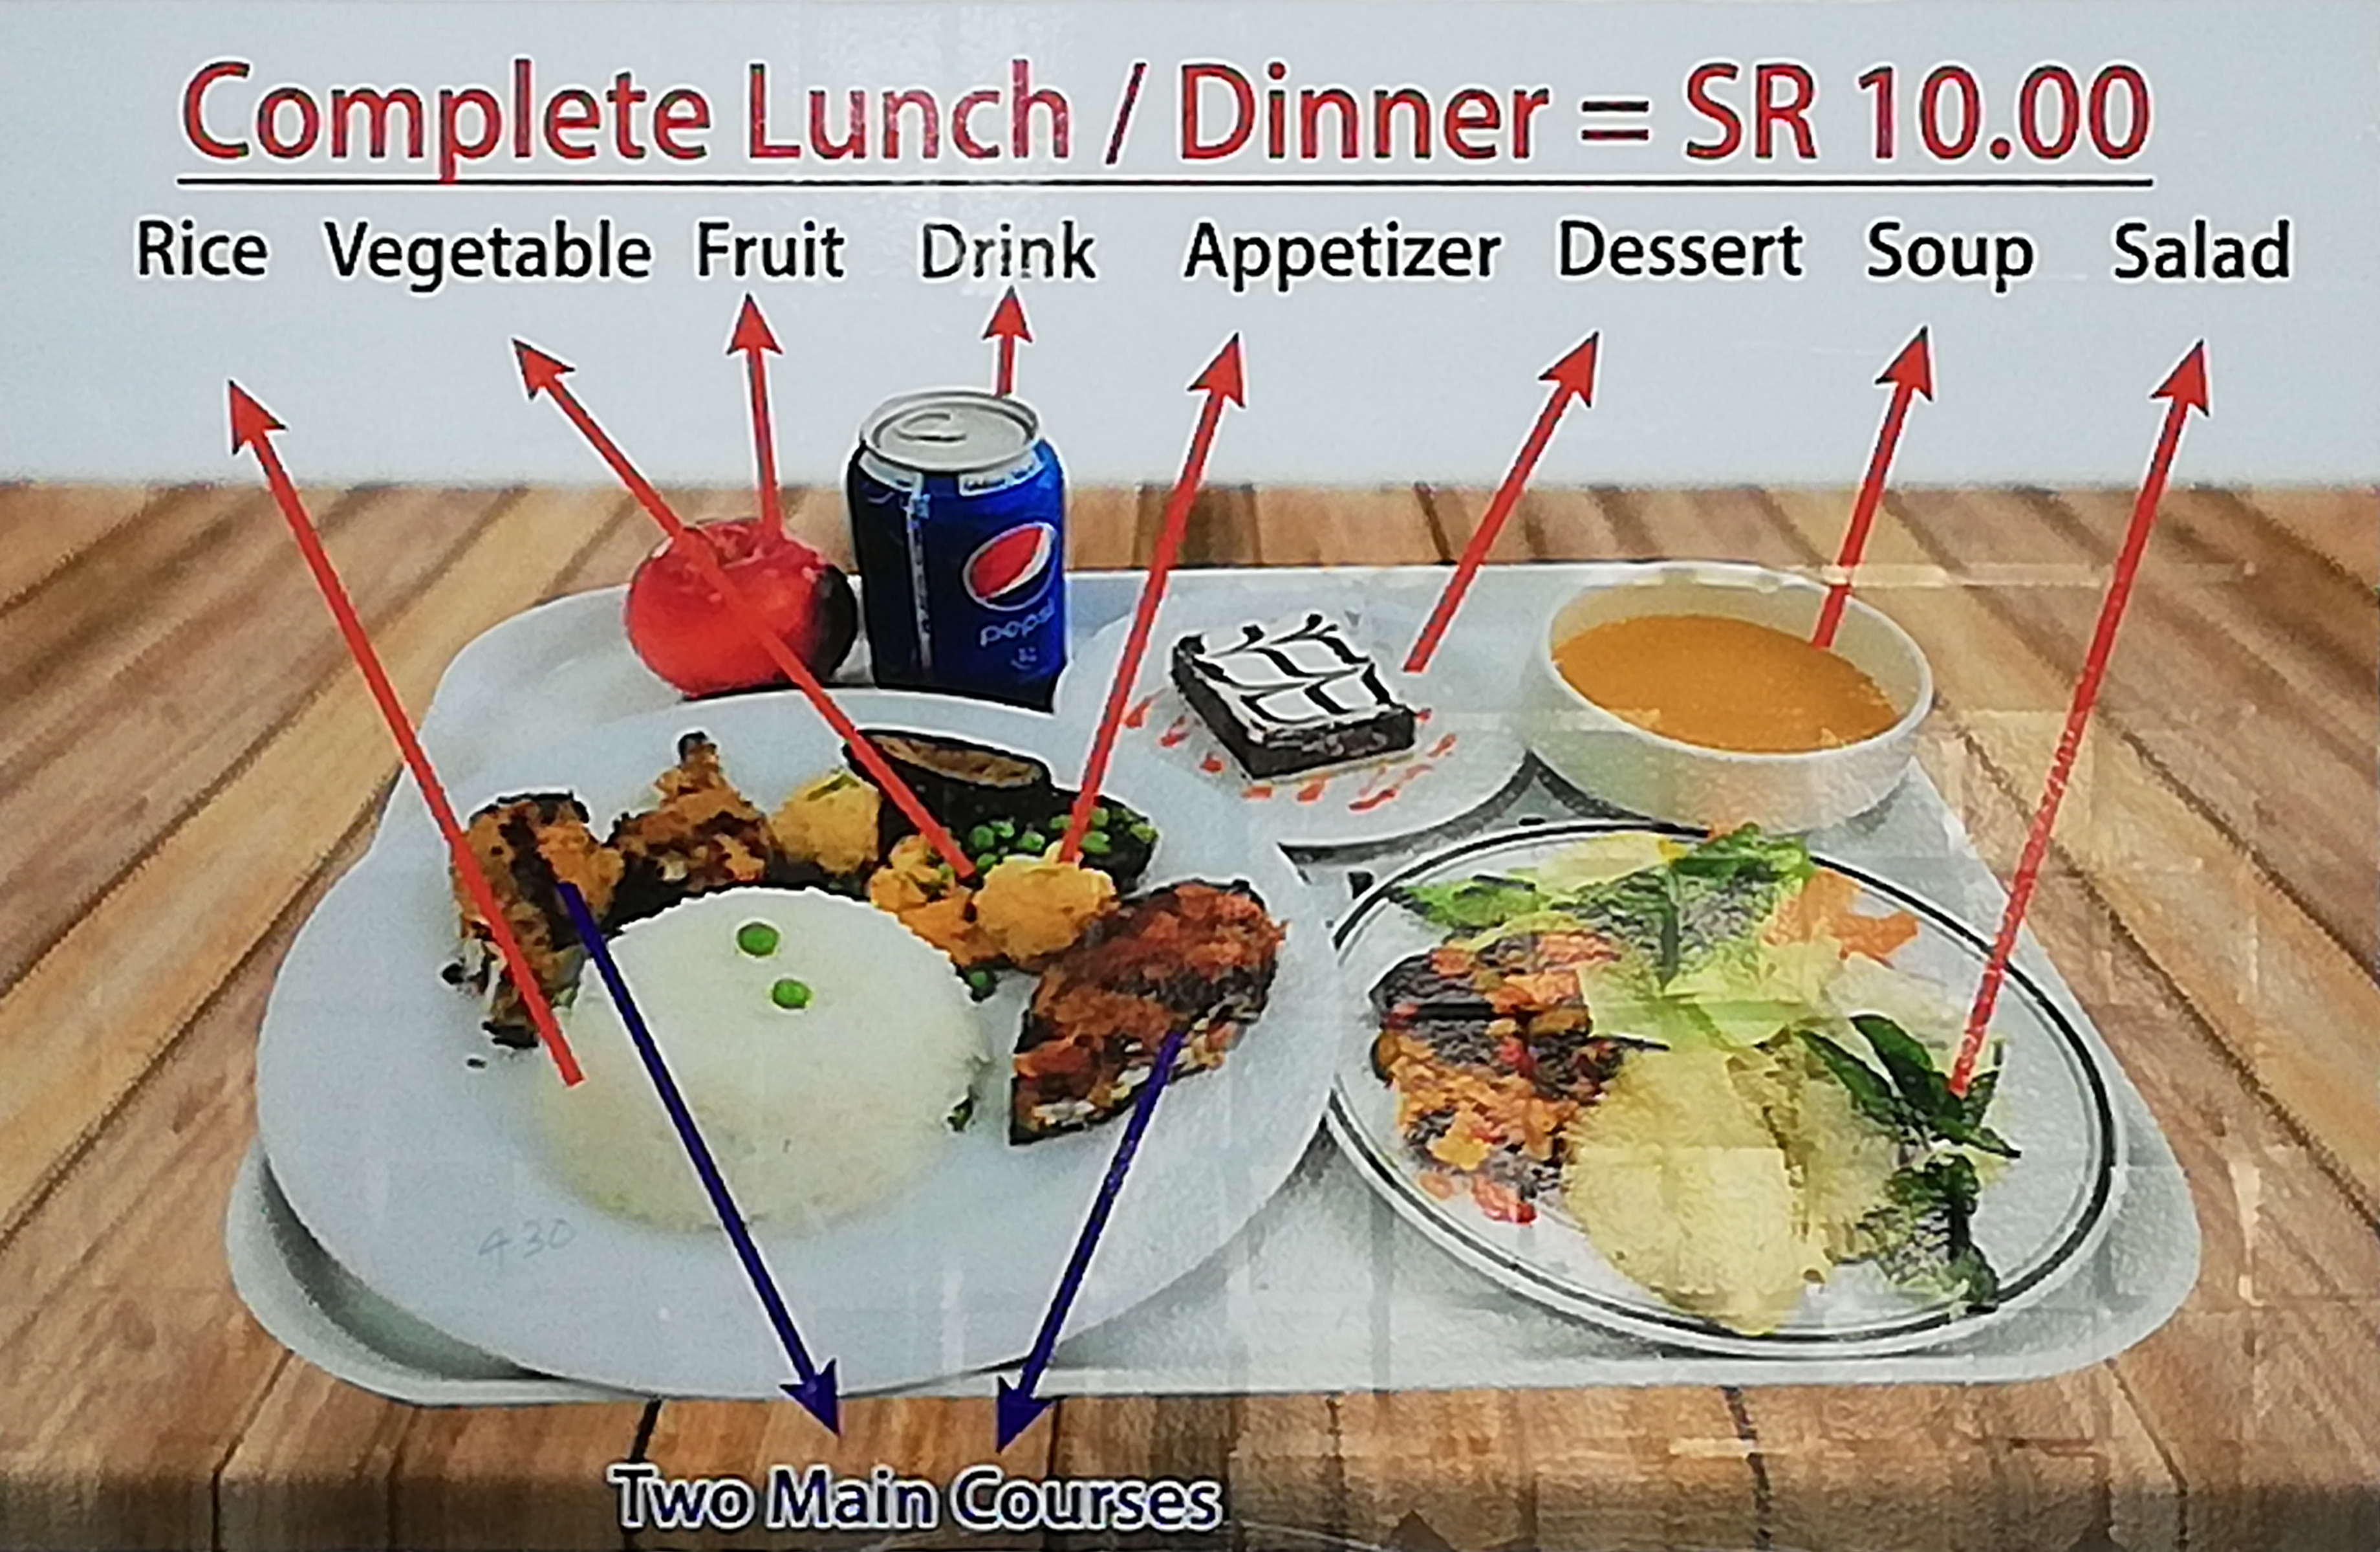 Complete Lunch / Dinner = SR 10.00
Rice Vegetable Fruit Drink Appetizer Dessert Soup Salad
pepsi
430
Two Main Courses